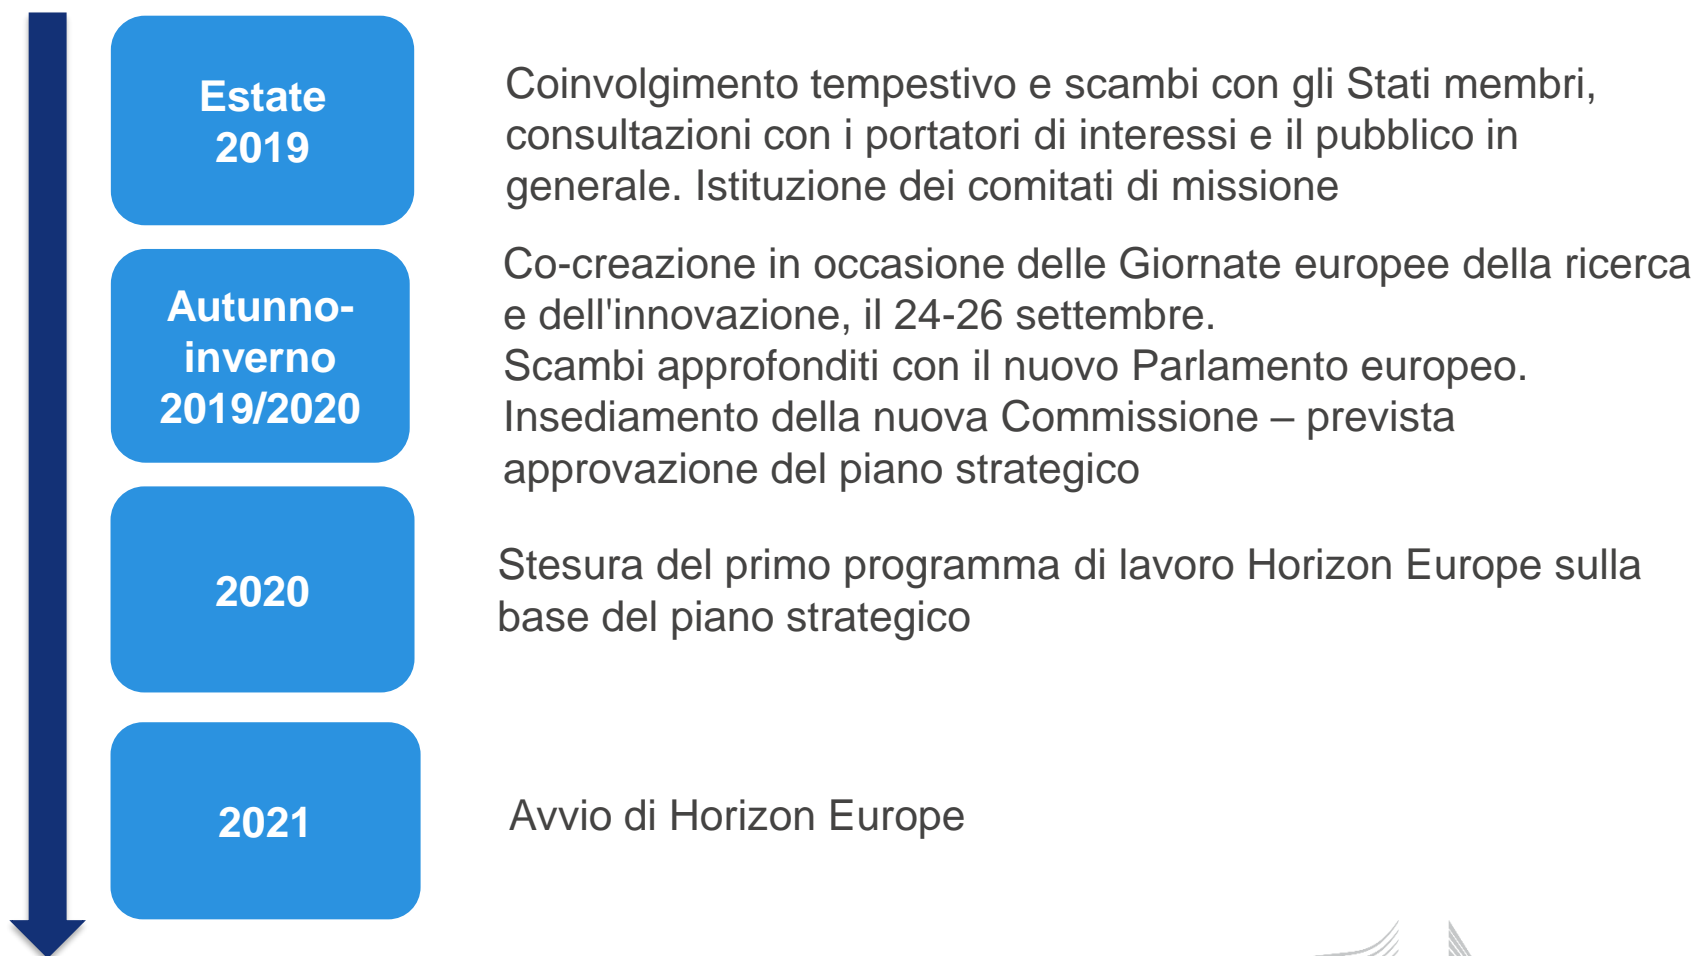 Estate
2019
Coinvolgimento tempestivo e scambi con gli Stati membri,
consultazioni con i portatori di interessi e il pubblico in
generale. Istituzione dei comitati di missione
Autunno-
inverno
2019/2020
Co-creazione in occasione delle Giornate europee della ricerca
e dell'innovazione, il 24-26 settembre.
Scambi approfonditi con il nuovo Parlamento europeo.
Insediamento della nuova Commissione – prevista
approvazione del piano strategico
2020
Stesura del primo programma di lavoro Horizon Europe sulla
base del piano strategico
2021
Avvio di Horizon Europe